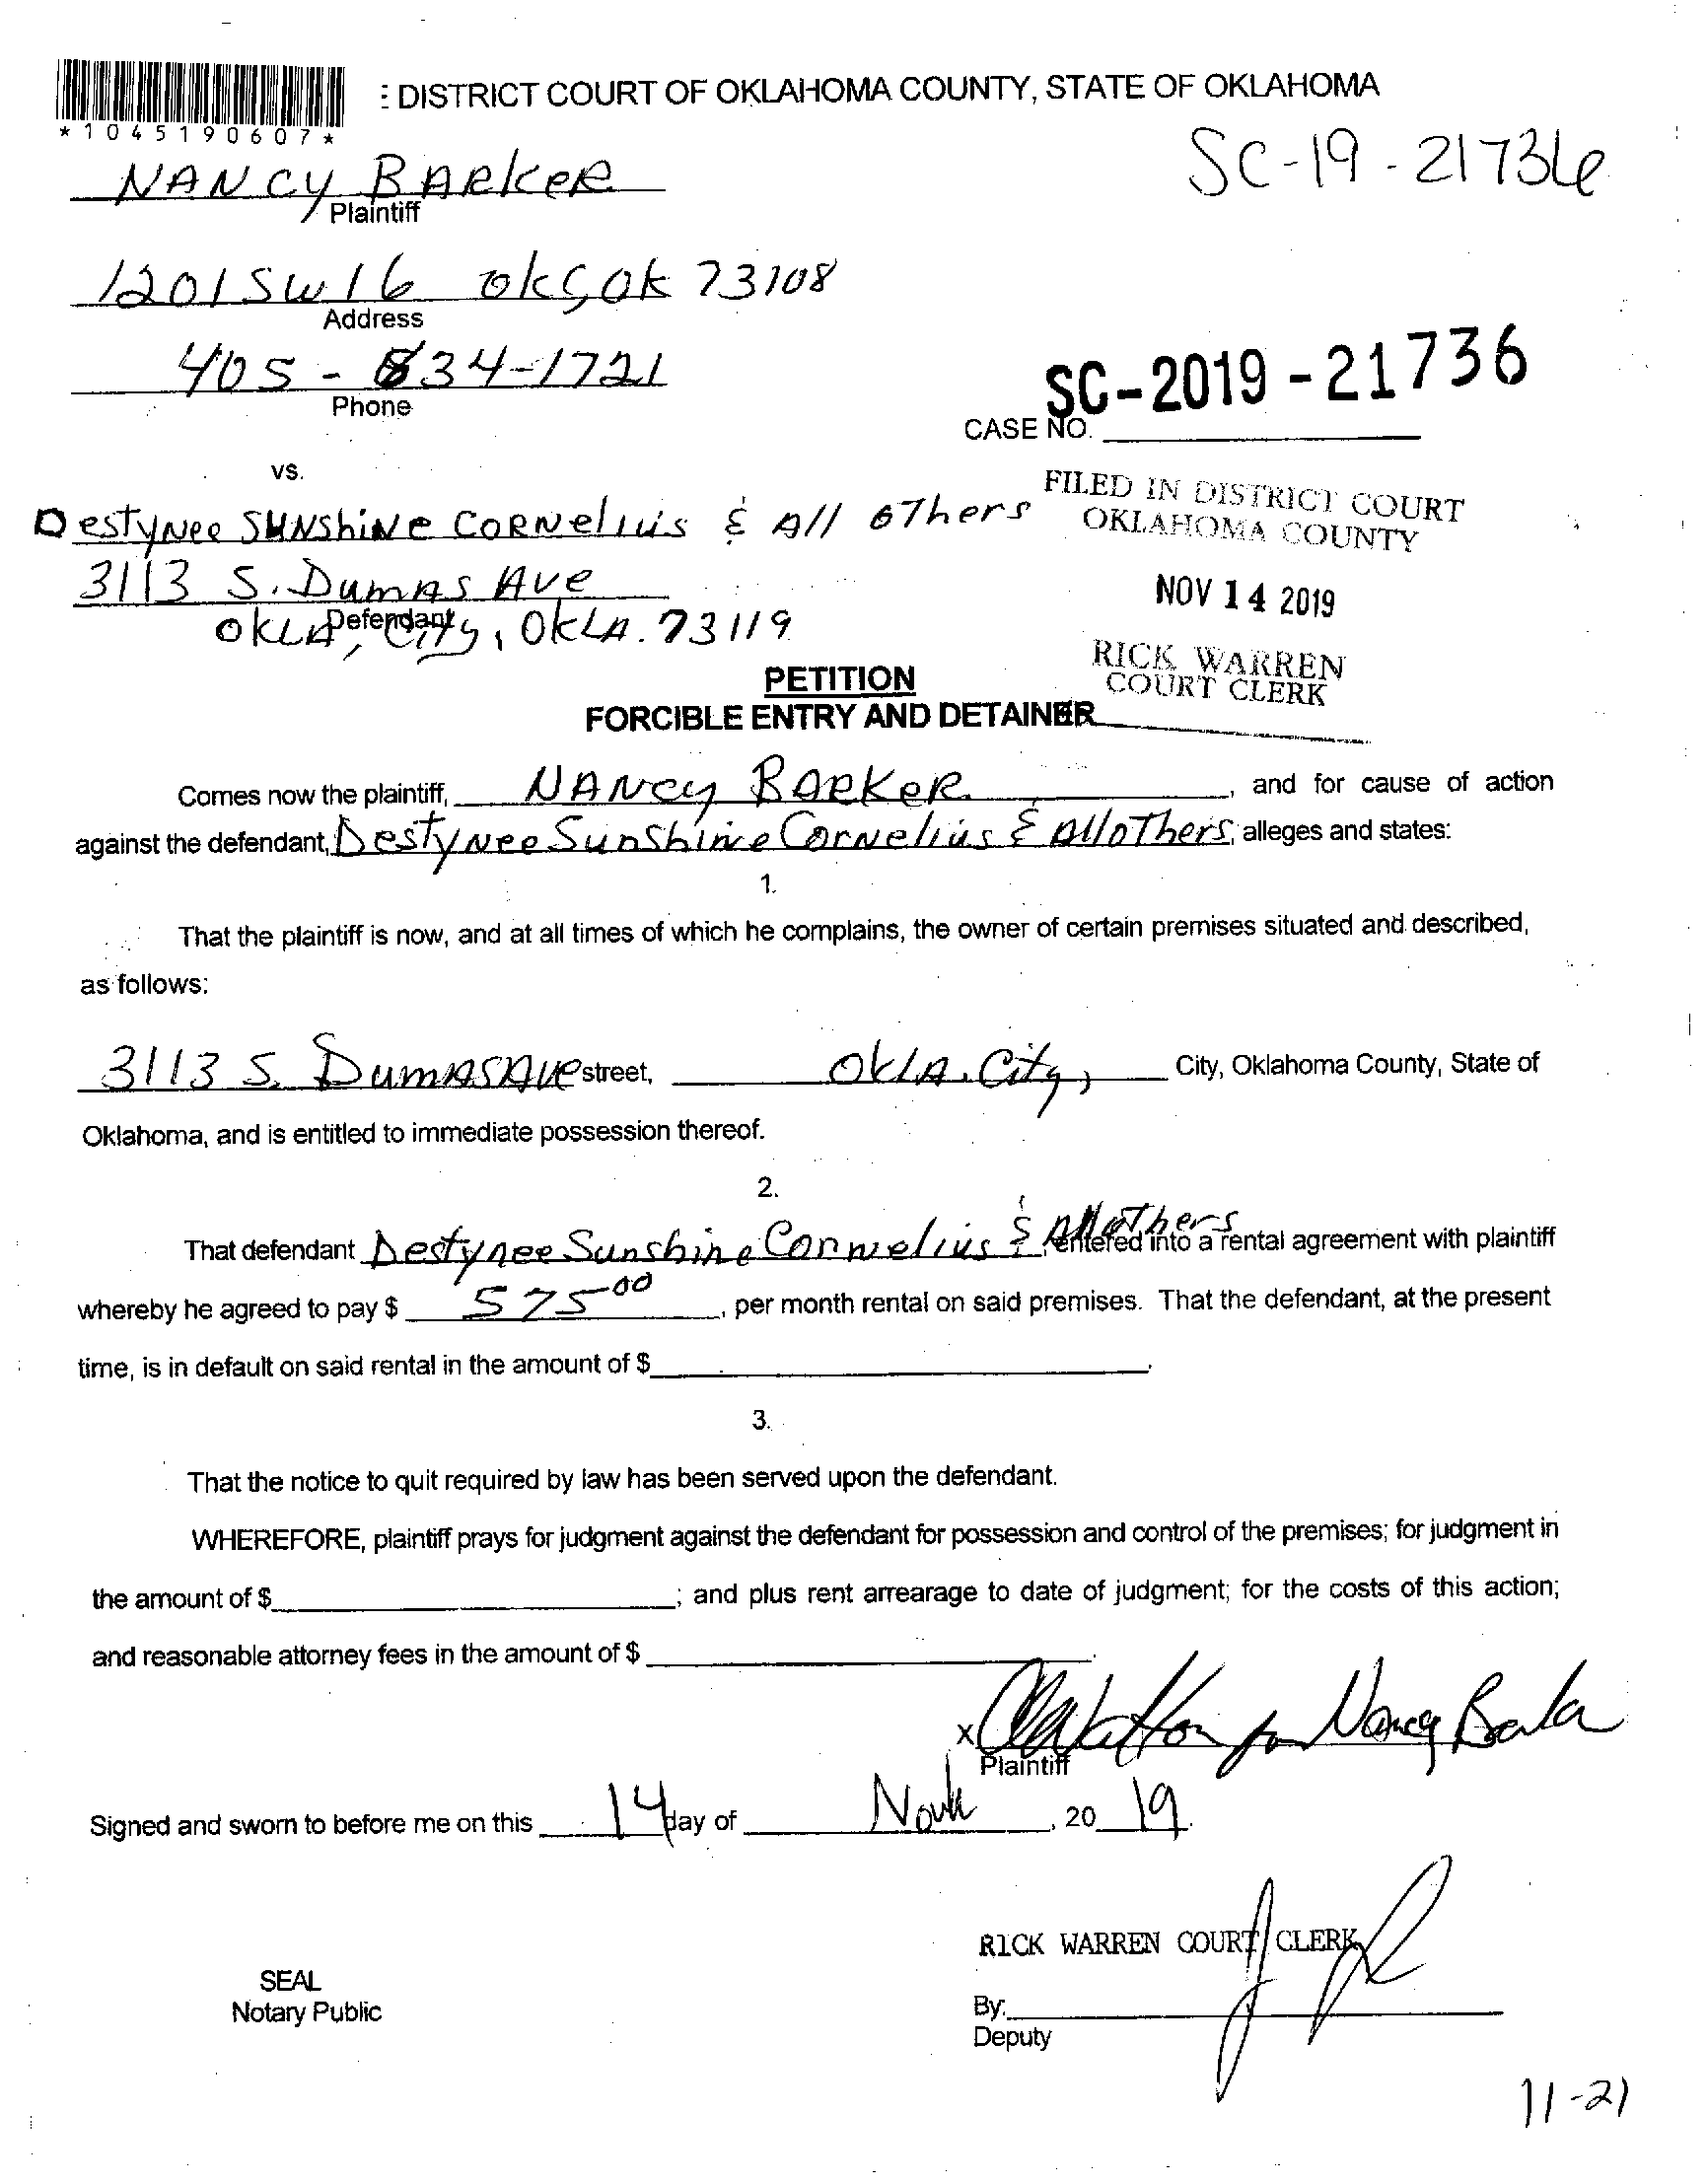 : DISTRICT COURT OF OKLAHOMA COUNTY, STATE OF OKLAHOMA
*1045190607*
SC-19-21736
NANCY BARKER
Plaintiff
1201 SW 16 OKC, OK 73108
Address
405-834-1721
Phone
SC-2019-21736
CASE NO.
vs.
FILED IN DISTRICT COURT
OKLAHOMA COUNTY
Destynee SUNShiNe CORNelius & All OThers
3113 S. Dumas Ave
NOV 14 2019
Defendant
OKLA, City, OKLA. 73119
RICK WARREN
COURT CLERK
PETITION
FORCIBLE ENTRY AND DETAINER
Comes now the plaintiff, NANCY BARKER, and for cause of action
against the defendant, Destynee Sunshine Cornelius & All OThers, alleges and states:
1.
That the plaintiff is now, and at all times of which he complains, the owner of certain premises situated and described,
as follows:
3113 S. Dumas Ave street, OKLA. City, City, Oklahoma County, State of
Oklahoma, and is entitled to immediate possession thereof.
2.
That defendant Destynee Sunshine Cornnelius & All oThers, entered into a rental agreement with plaintiff
whereby he agreed to pay $ 575.00, per month rental on said premises. That the defendant, at the present
time, is in default on said rental in the amount of $ .
3.
That the notice to quit required by law has been served upon the defendant.
WHEREFORE, plaintiff prays for judgment against the defendant for possession and control of the premises; for judgment in
the amount of $ ; and plus rent arrearage to date of judgment; for the costs of this action;
and reasonable attorney fees in the amount of $ .
x for Nancy Barker
Plaintiff
Signed and sworn to before me on this 14 day of , 20 19.
RICK WARREN COURT CLERK
SEAL
Notary Public
By:
Deputy
11-21